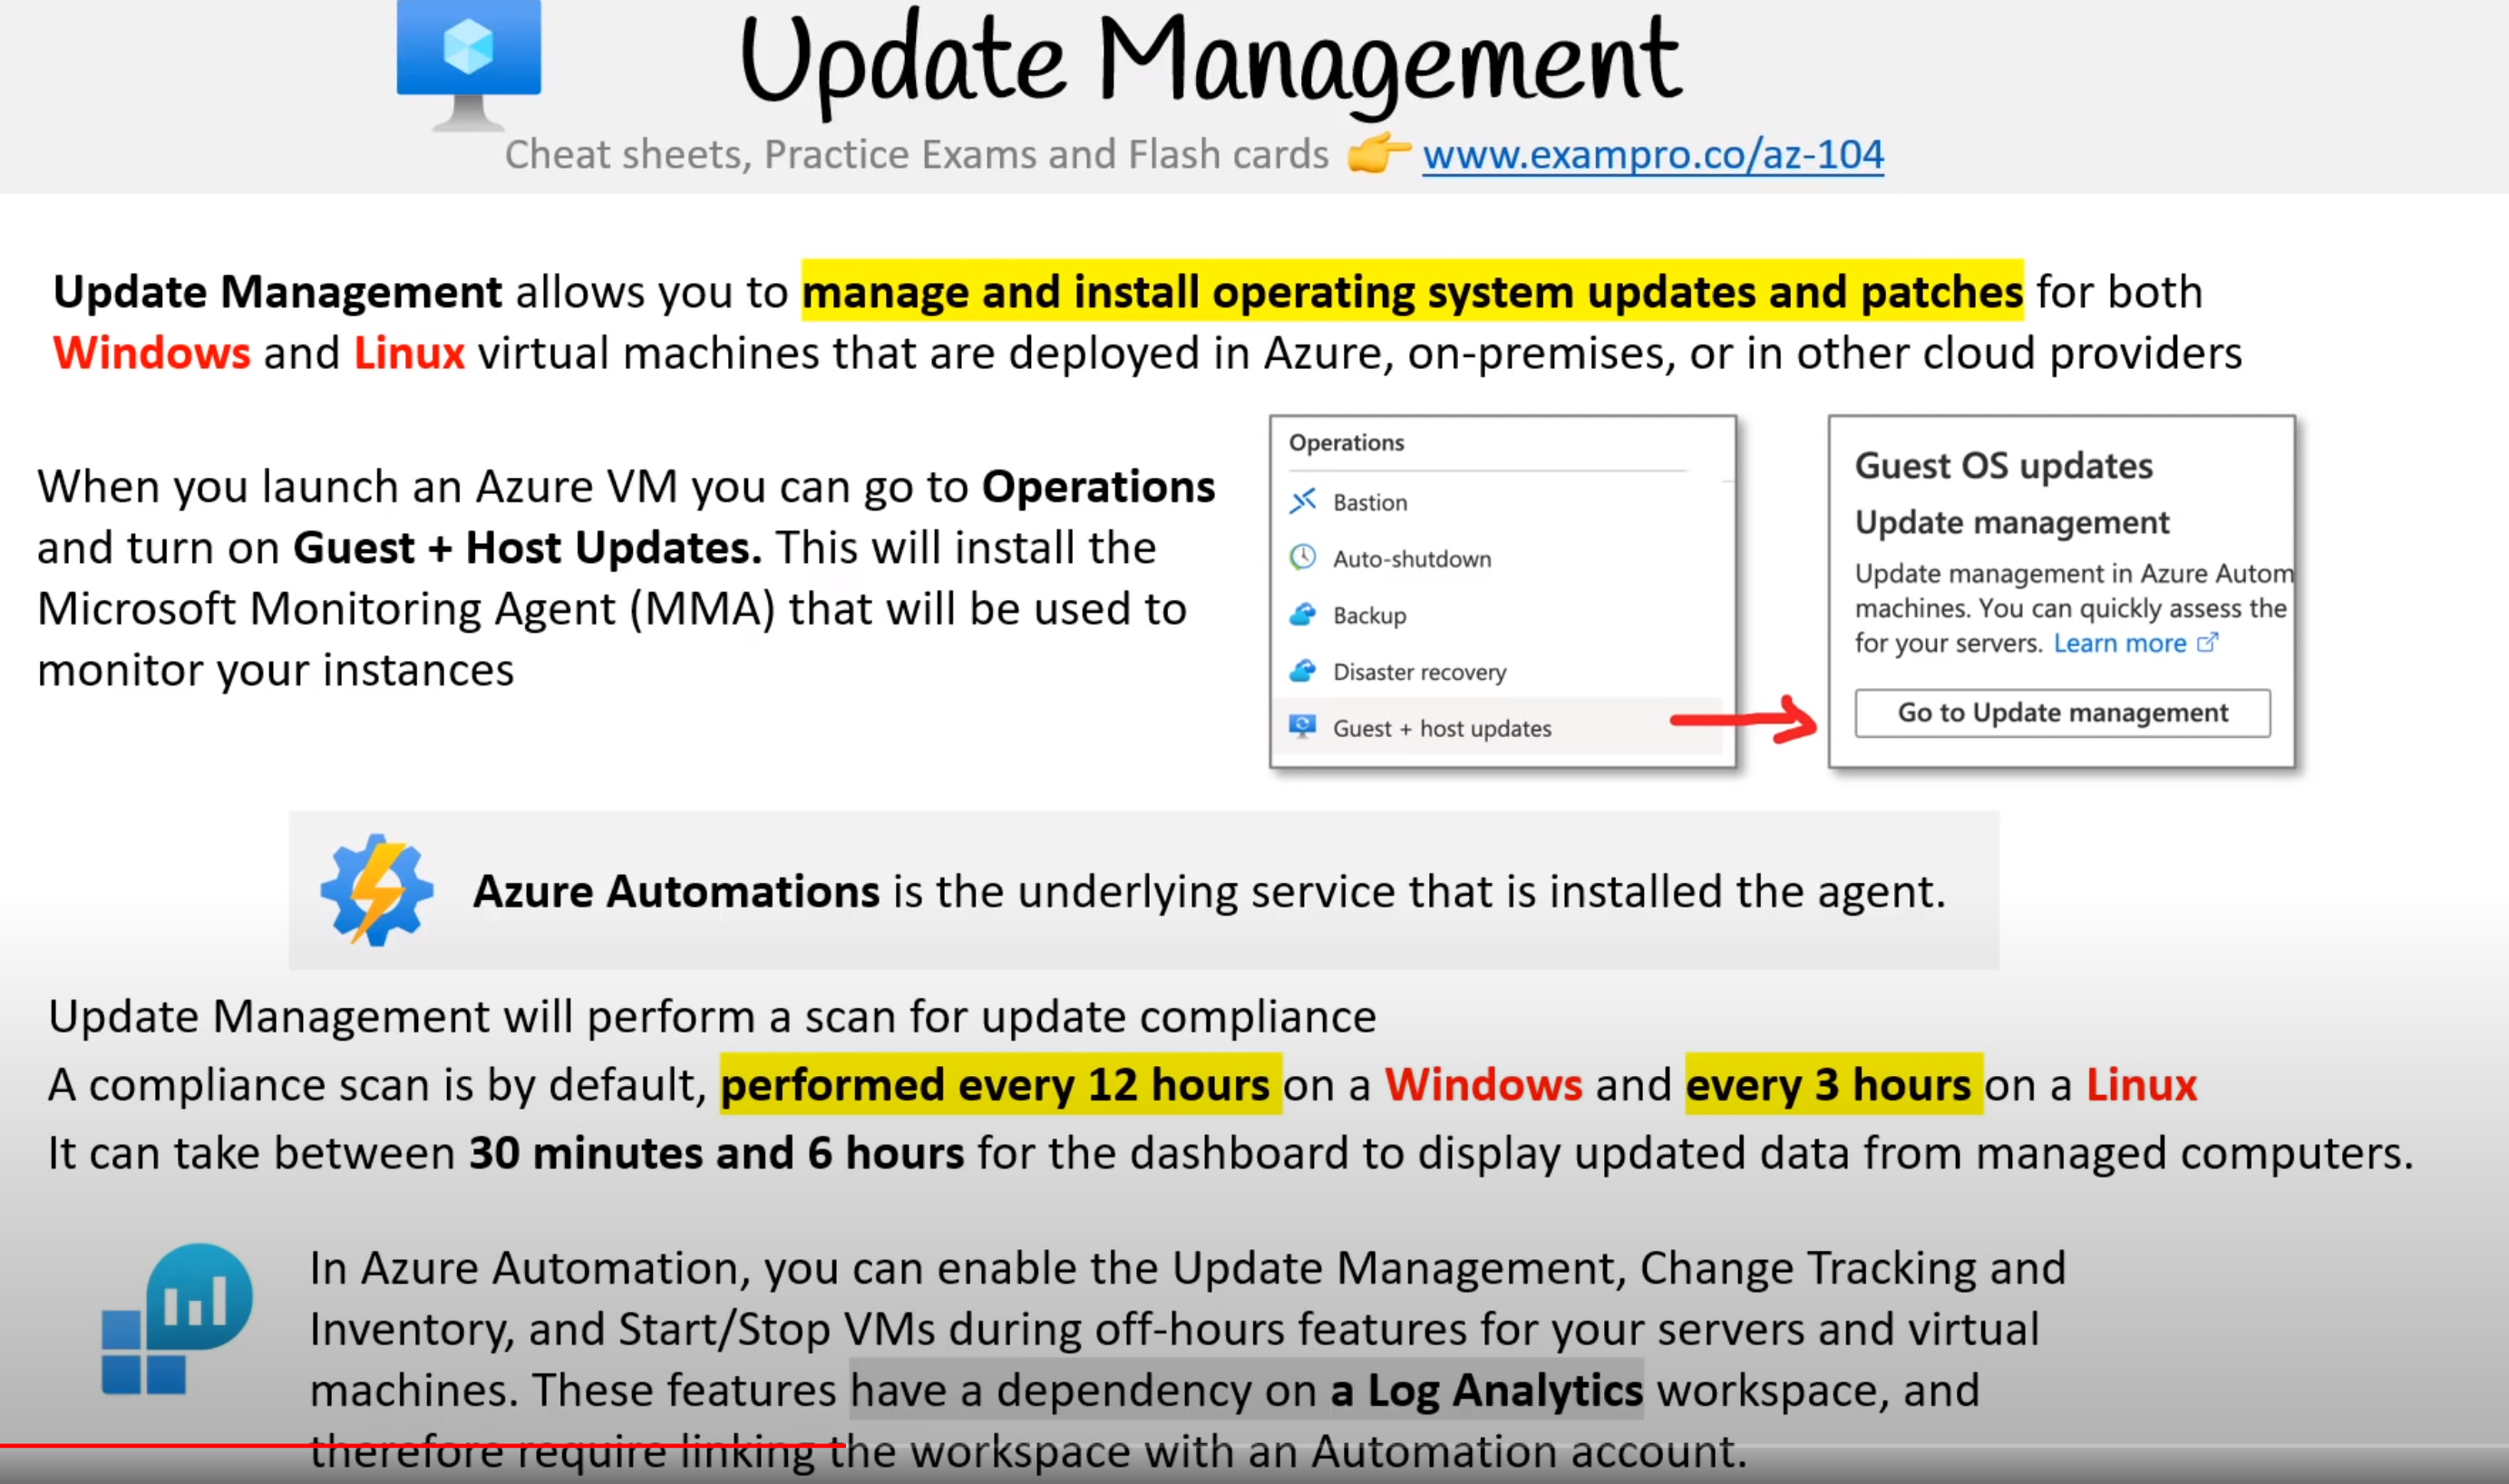 Update Management
Cheat sheets, Practice Exams and Flash cards 👉 www.exampro.co/az-104
Update Management allows you to manage and install operating system updates and patches for both
Windows and Linux virtual machines that are deployed in Azure, on-premises, or in other cloud providers
When you launch an Azure VM you can go to Operations
and turn on Guest + Host Updates. This will install the
Microsoft Monitoring Agent (MMA) that will be used to
monitor your instances
Operations
Bastion
Auto-shutdown
Backup
Disaster recovery
Guest + host updates
Guest OS updates
Update management
Update management in Azure Autom
machines. You can quickly assess the
for your servers. Learn more
Go to Update management
Azure Automations is the underlying service that is installed the agent.
Update Management will perform a scan for update compliance
A compliance scan is by default, performed every 12 hours on a Windows and every 3 hours on a Linux
It can take between 30 minutes and 6 hours for the dashboard to display updated data from managed computers.
In Azure Automation, you can enable the Update Management, Change Tracking and
Inventory, and Start/Stop VMs during off-hours features for your servers and virtual
machines. These features have a dependency on a Log Analytics workspace, and
therefore require linking the workspace with an Automation account.